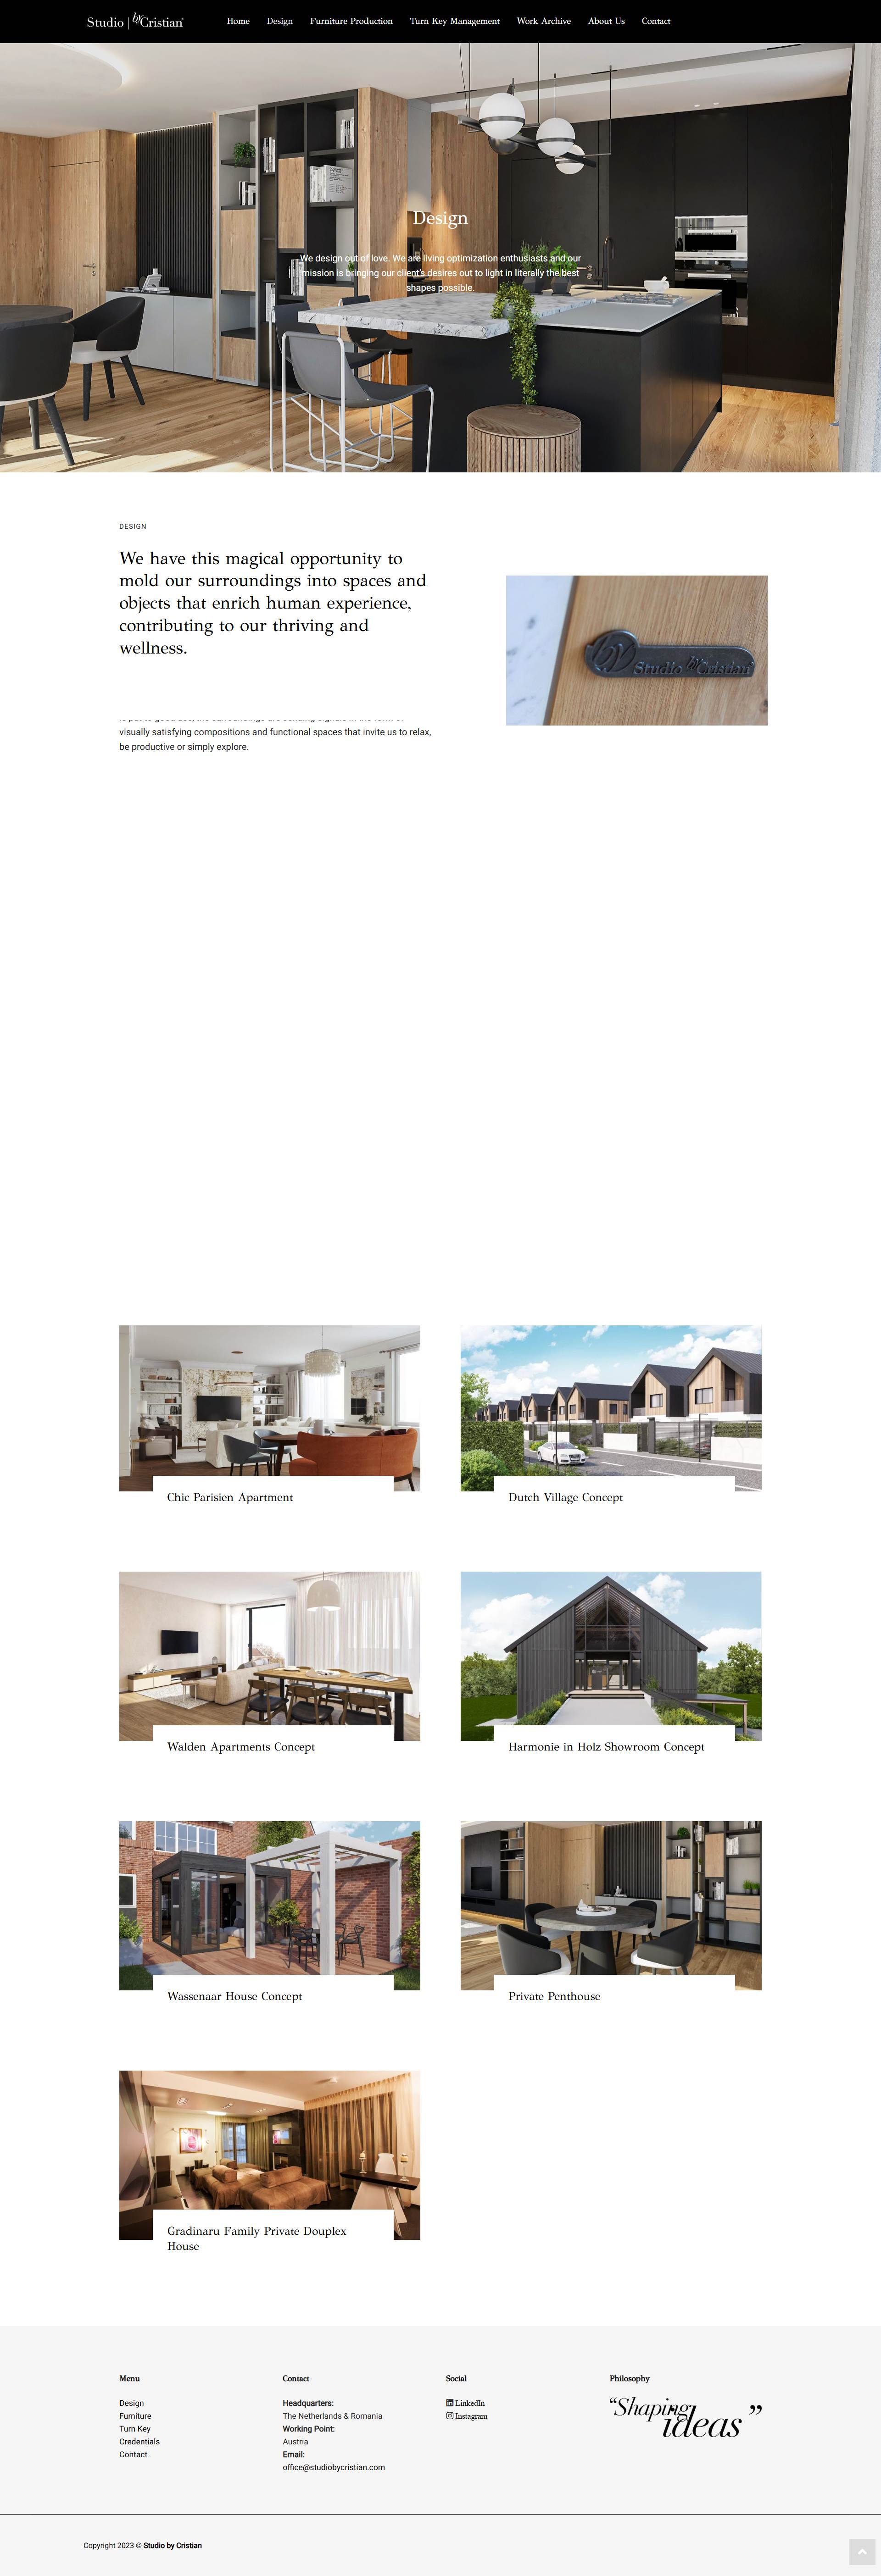 Studio | by Cristian
Home Design Furniture Production Turn Key Management Work Archive About Us Contact
Design
We design out of love. We are living optimization enthusiasts and our
mission is bringing our client's desires out to light in literally the best
shapes possible.
DESIGN
We have this magical opportunity to
mold our surroundings into spaces and
objects that enrich human experience,
contributing to our thriving and
wellness.
by Studio by Cristian
visually satisfying compositions and functional spaces that invite us to relax,
be productive or simply explore.
Chic Parisien Apartment
Dutch Village Concept
Walden Apartments Concept
Harmonie in Holz Showroom Concept
Wassenaar House Concept
Private Penthouse
Gradinaru Family Private Douplex
House
Menu
Design
Furniture
Turn Key
Credentials
Contact
Contact
Headquarters:
The Netherlands & Romania
Working Point:
Austria
Email:
office@studiobycristian.com
Social
LinkedIn
Instagram
Philosophy
“Shaping
ideas”
Copyright 2023 © Studio by Cristian